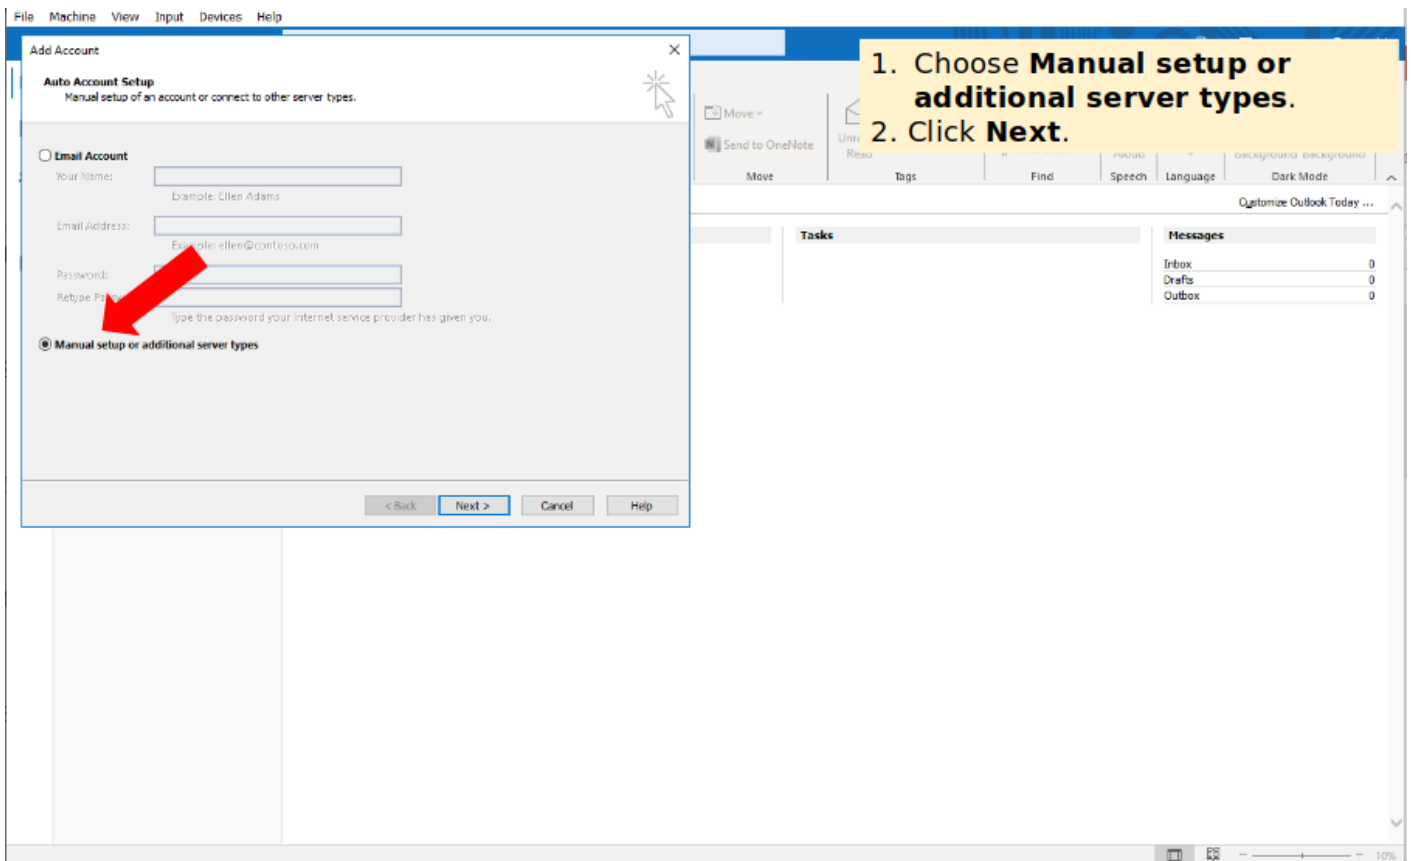 File Machine View Input Devices Help
Add Account
Auto Account Setup
Manual setup of an account or connect to other server types.
1. Choose Manual setup or
additional server types.
2. Click Next.
Move
Send to OneNote
Read
Move Tags Find Speech Language Dark Mode
Email Account
Your Name:
Example: Ellen Adams
Email Address:
Example: ellen@contoso.com
Password:
Retype
Type the password your Internet service provider has given you.
Manual setup or additional server types
< Back Next > Cancel Help
Customize Outlook Today ...
Tasks
Messages
Inbox 0
Drafts 0
Outbox 0
10%